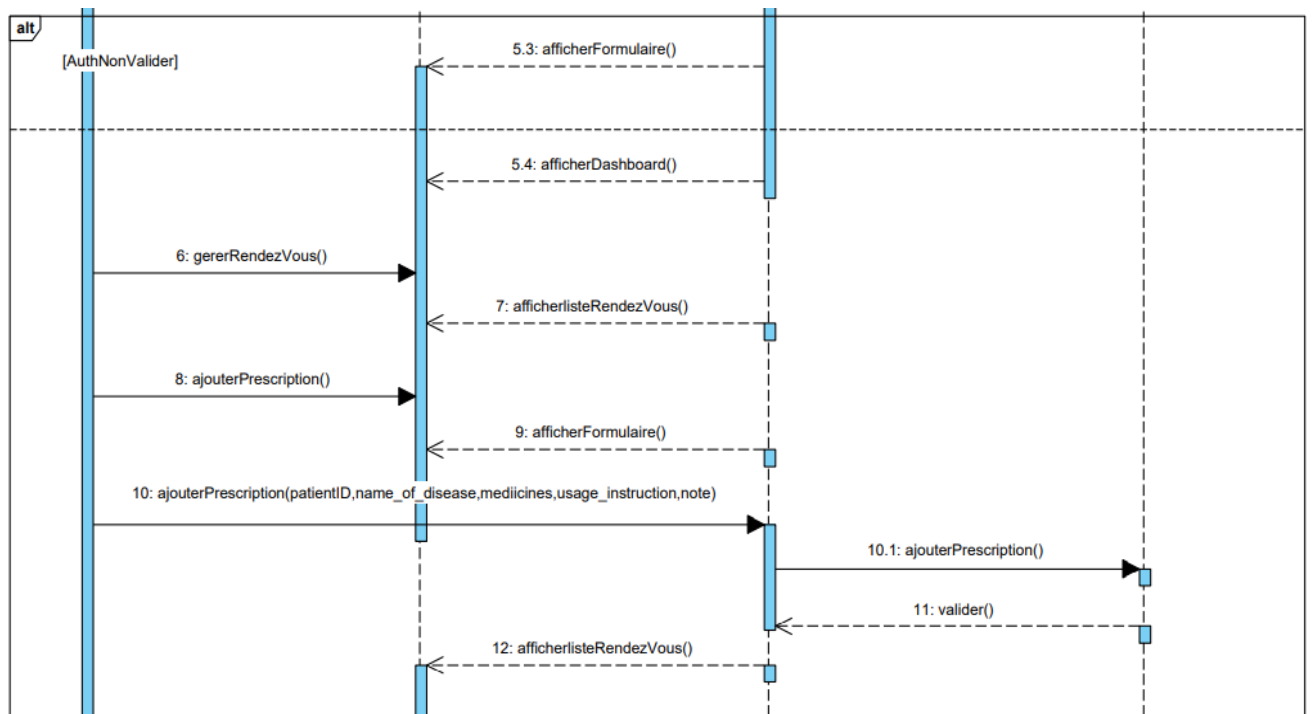 alt
5.3: afficherFormulaire()
[AuthNonValider]
5.4: afficherDashboard()
6: gererRendezVous()
7: afficherlisteRendezVous()
8: ajouterPrescription()
9: afficherFormulaire()
10: ajouterPrescription(patientID,name_of_disease,mediicines,usage_instruction,note)
10.1: ajouterPrescription()
11: valider()
12: afficherlisteRendezVous()